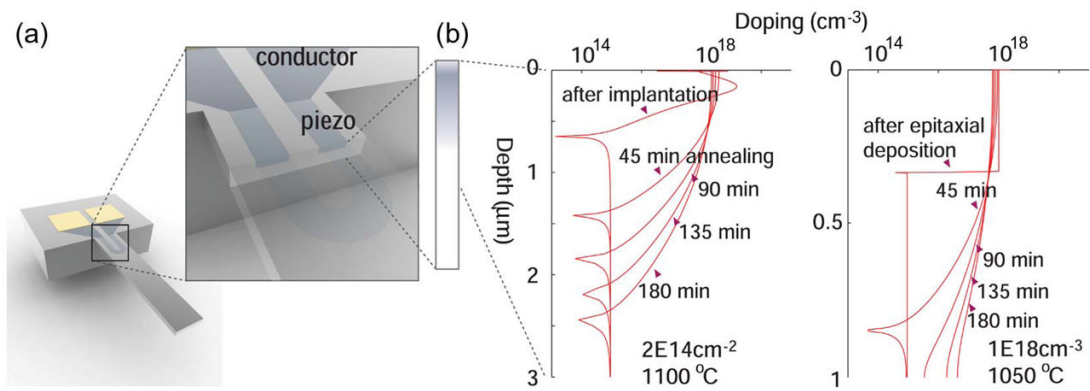 (a)
conductor
piezo
(b)
Doping (cm-3)
10^14
10^18
0
1
2
3
Depth (μm)
after implantation
45 min annealing
90 min
135 min
180 min
2E14cm-2
1100 °C
10^14
10^18
0
0.5
1
after epitaxial
deposition
45 min
90 min
135 min
180 min
1E18cm-3
1050 °C